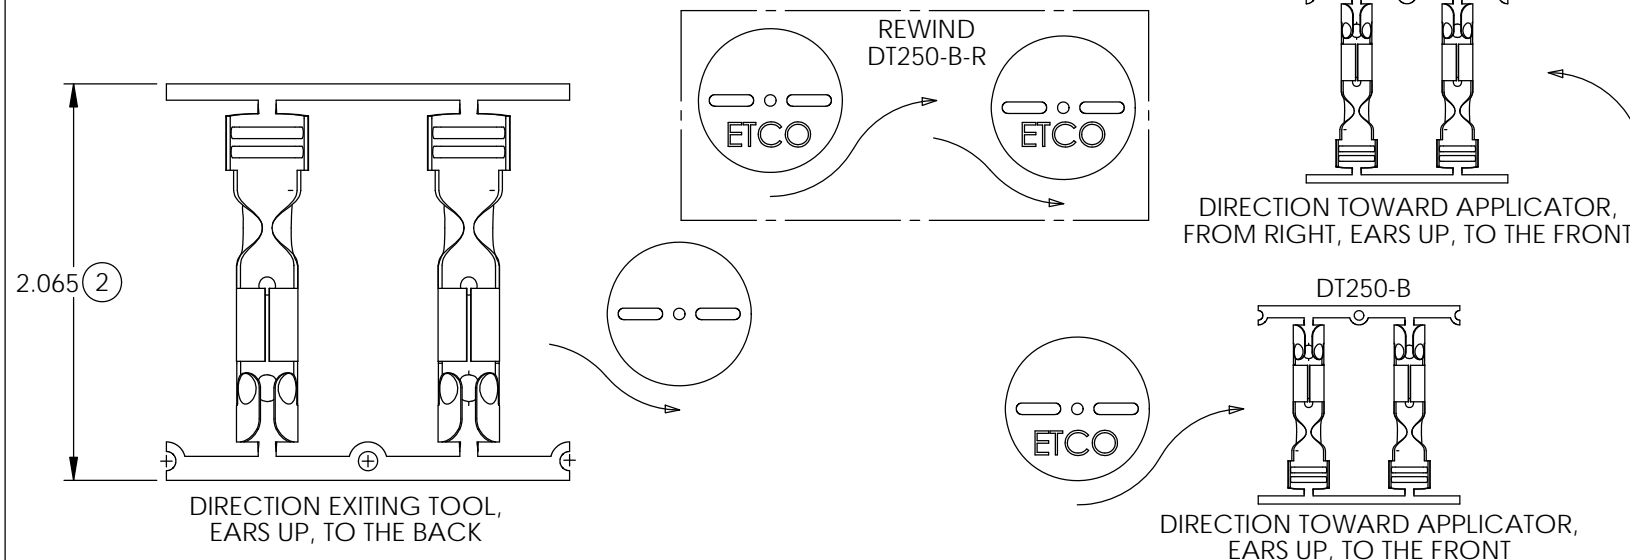 REWIND
DT250-B-R
ETCO
ETCO
DIRECTION TOWARD APPLICATOR,
FROM RIGHT, EARS UP, TO THE FRONT
2.065 2
DT250-B
ETCO
DIRECTION EXITING TOOL,
EARS UP, TO THE BACK
DIRECTION TOWARD APPLICATOR,
EARS UP, TO THE FRONT